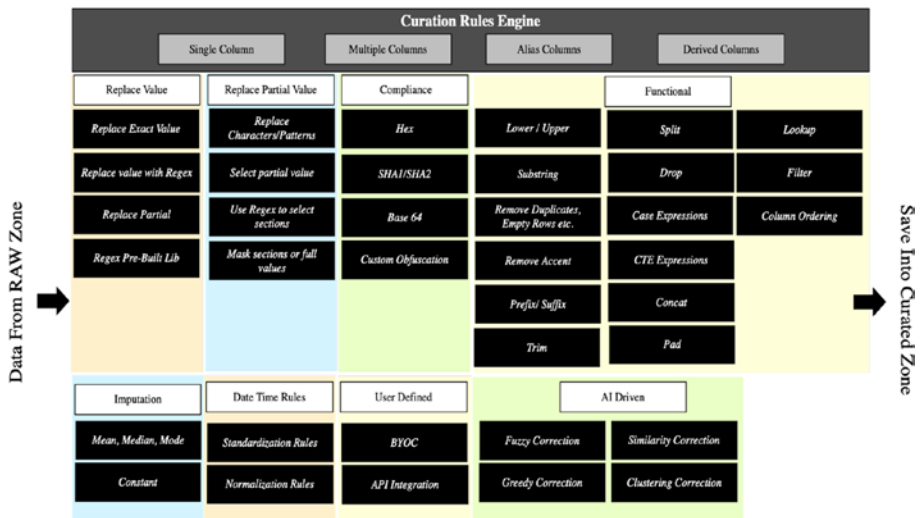 Curation Rules Engine
Single Column
Multiple Columns
Alias Columns
Derived Columns
Data From RAW Zone
Replace Value
Replace Exact Value
Replace value with Regex
Replace Partial
Regex Pre-Built Lib
Replace Partial Value
Replace
Characters/Patterns
Select partial value
Use Regex to select
sections
Mask sections or full
values
Compliance
Hex
SHA1/SHA2
Base 64
Custom Obfuscation
Functional
Lower / Upper
Substring
Remove Duplicates,
Empty Rows etc.
Remove Accent
Prefix/ Suffix
Trim
Split
Drop
Case Expressions
CTE Expressions
Concat
Pad
Lookup
Filter
Column Ordering
Imputation
Mean, Median, Mode
Constant
Date Time Rules
Standardization Rules
Normalization Rules
User Defined
BYOC
API Integration
AI Driven
Fuzzy Correction
Similarity Correction
Greedy Correction
Clustering Correction
Save Into Curated Zone